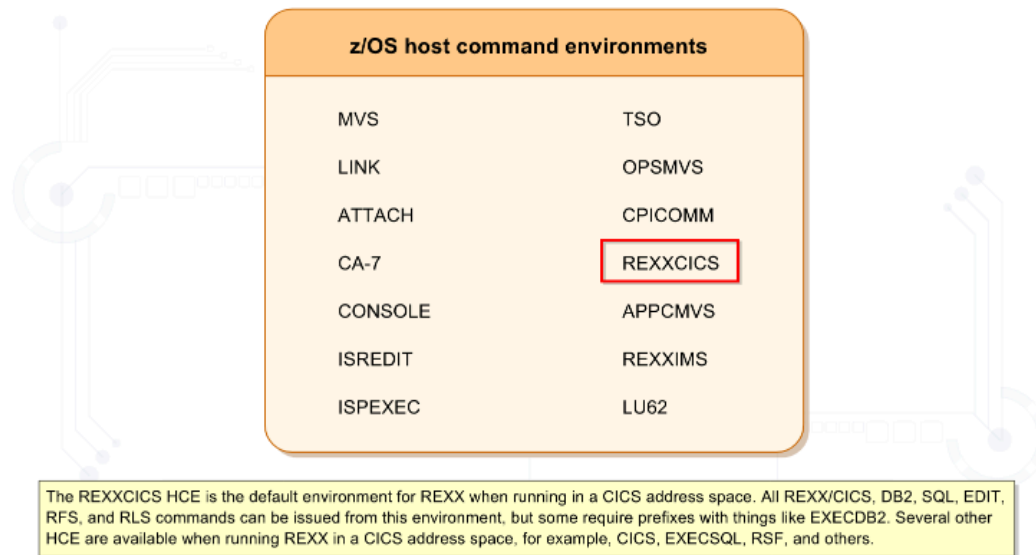 z/OS host command environments
MVS TSO
LINK OPSMVS
ATTACH CPICOMM
CA-7 REXXCICS
CONSOLE APPCMVS
ISREDIT REXXIMS
ISPEXEC LU62
The REXXCICS HCE is the default environment for REXX when running in a CICS address space. All REXX/CICS, DB2, SQL, EDIT,
RFS, and RLS commands can be issued from this environment, but some require prefixes with things like EXECDB2. Several other
HCE are available when running REXX in a CICS address space, for example, CICS, EXECSQL, RSF, and others.